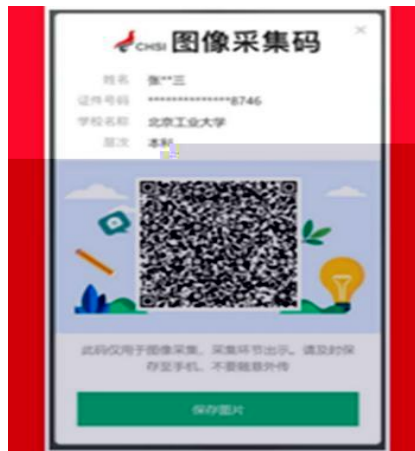 CHSI 图像采集码
姓名 张**三
证件号码 **************8746
学校名称 北京工业大学
层次 本科
此码仅用于图像采集，采集环节出示。请及时保
存至手机，不要随意外传
保存图片